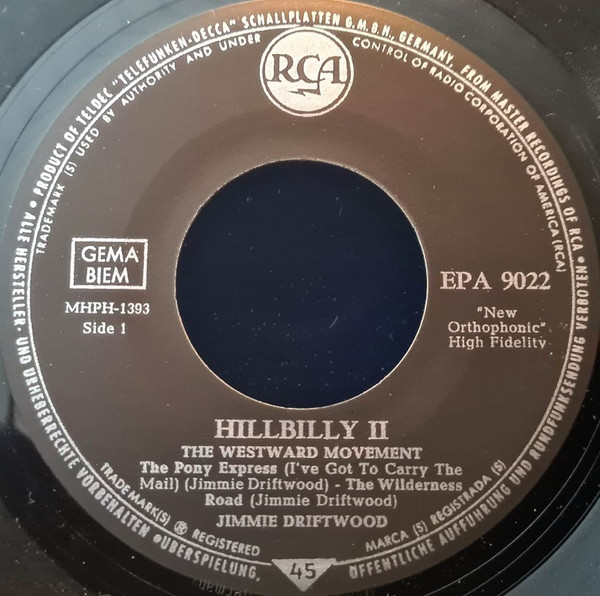 • PRODUCT OF TELDEC "TELEFUNKEN-DECCA" SCHALLPLATTEN G.M.B.H., GERMANY, FROM MASTER RECORDINGS OF RCA •
TRADEMARK (S) USED BY AUTHORITY AND UNDER CONTROL OF RADIO CORPORATION OF AMERICA (RCA)
RCA
GEMA
BIEM
MHPH-1393
Side 1
EPA 9022
"New
Orthophonic"
High Fidelity
HILLBILLY II
THE WESTWARD MOVEMENT
The Pony Express (I've Got To Carry The
Mail) (Jimmie Driftwood) - The Wilderness
Road (Jimmie Driftwood)
JIMMIE DRIFTWOOD
TRADEMARK(S) ® REGISTERED
MARCA (S) REGISTRADA (S)
ALLE HERSTELLER- UND URHEBERRECHTE VORBEHALTEN • UBERSPIELUNG, ÖFFENTLICHE AUFFÜHRUNG UND RUNDFUNKSENDUNG VERBOTEN
45